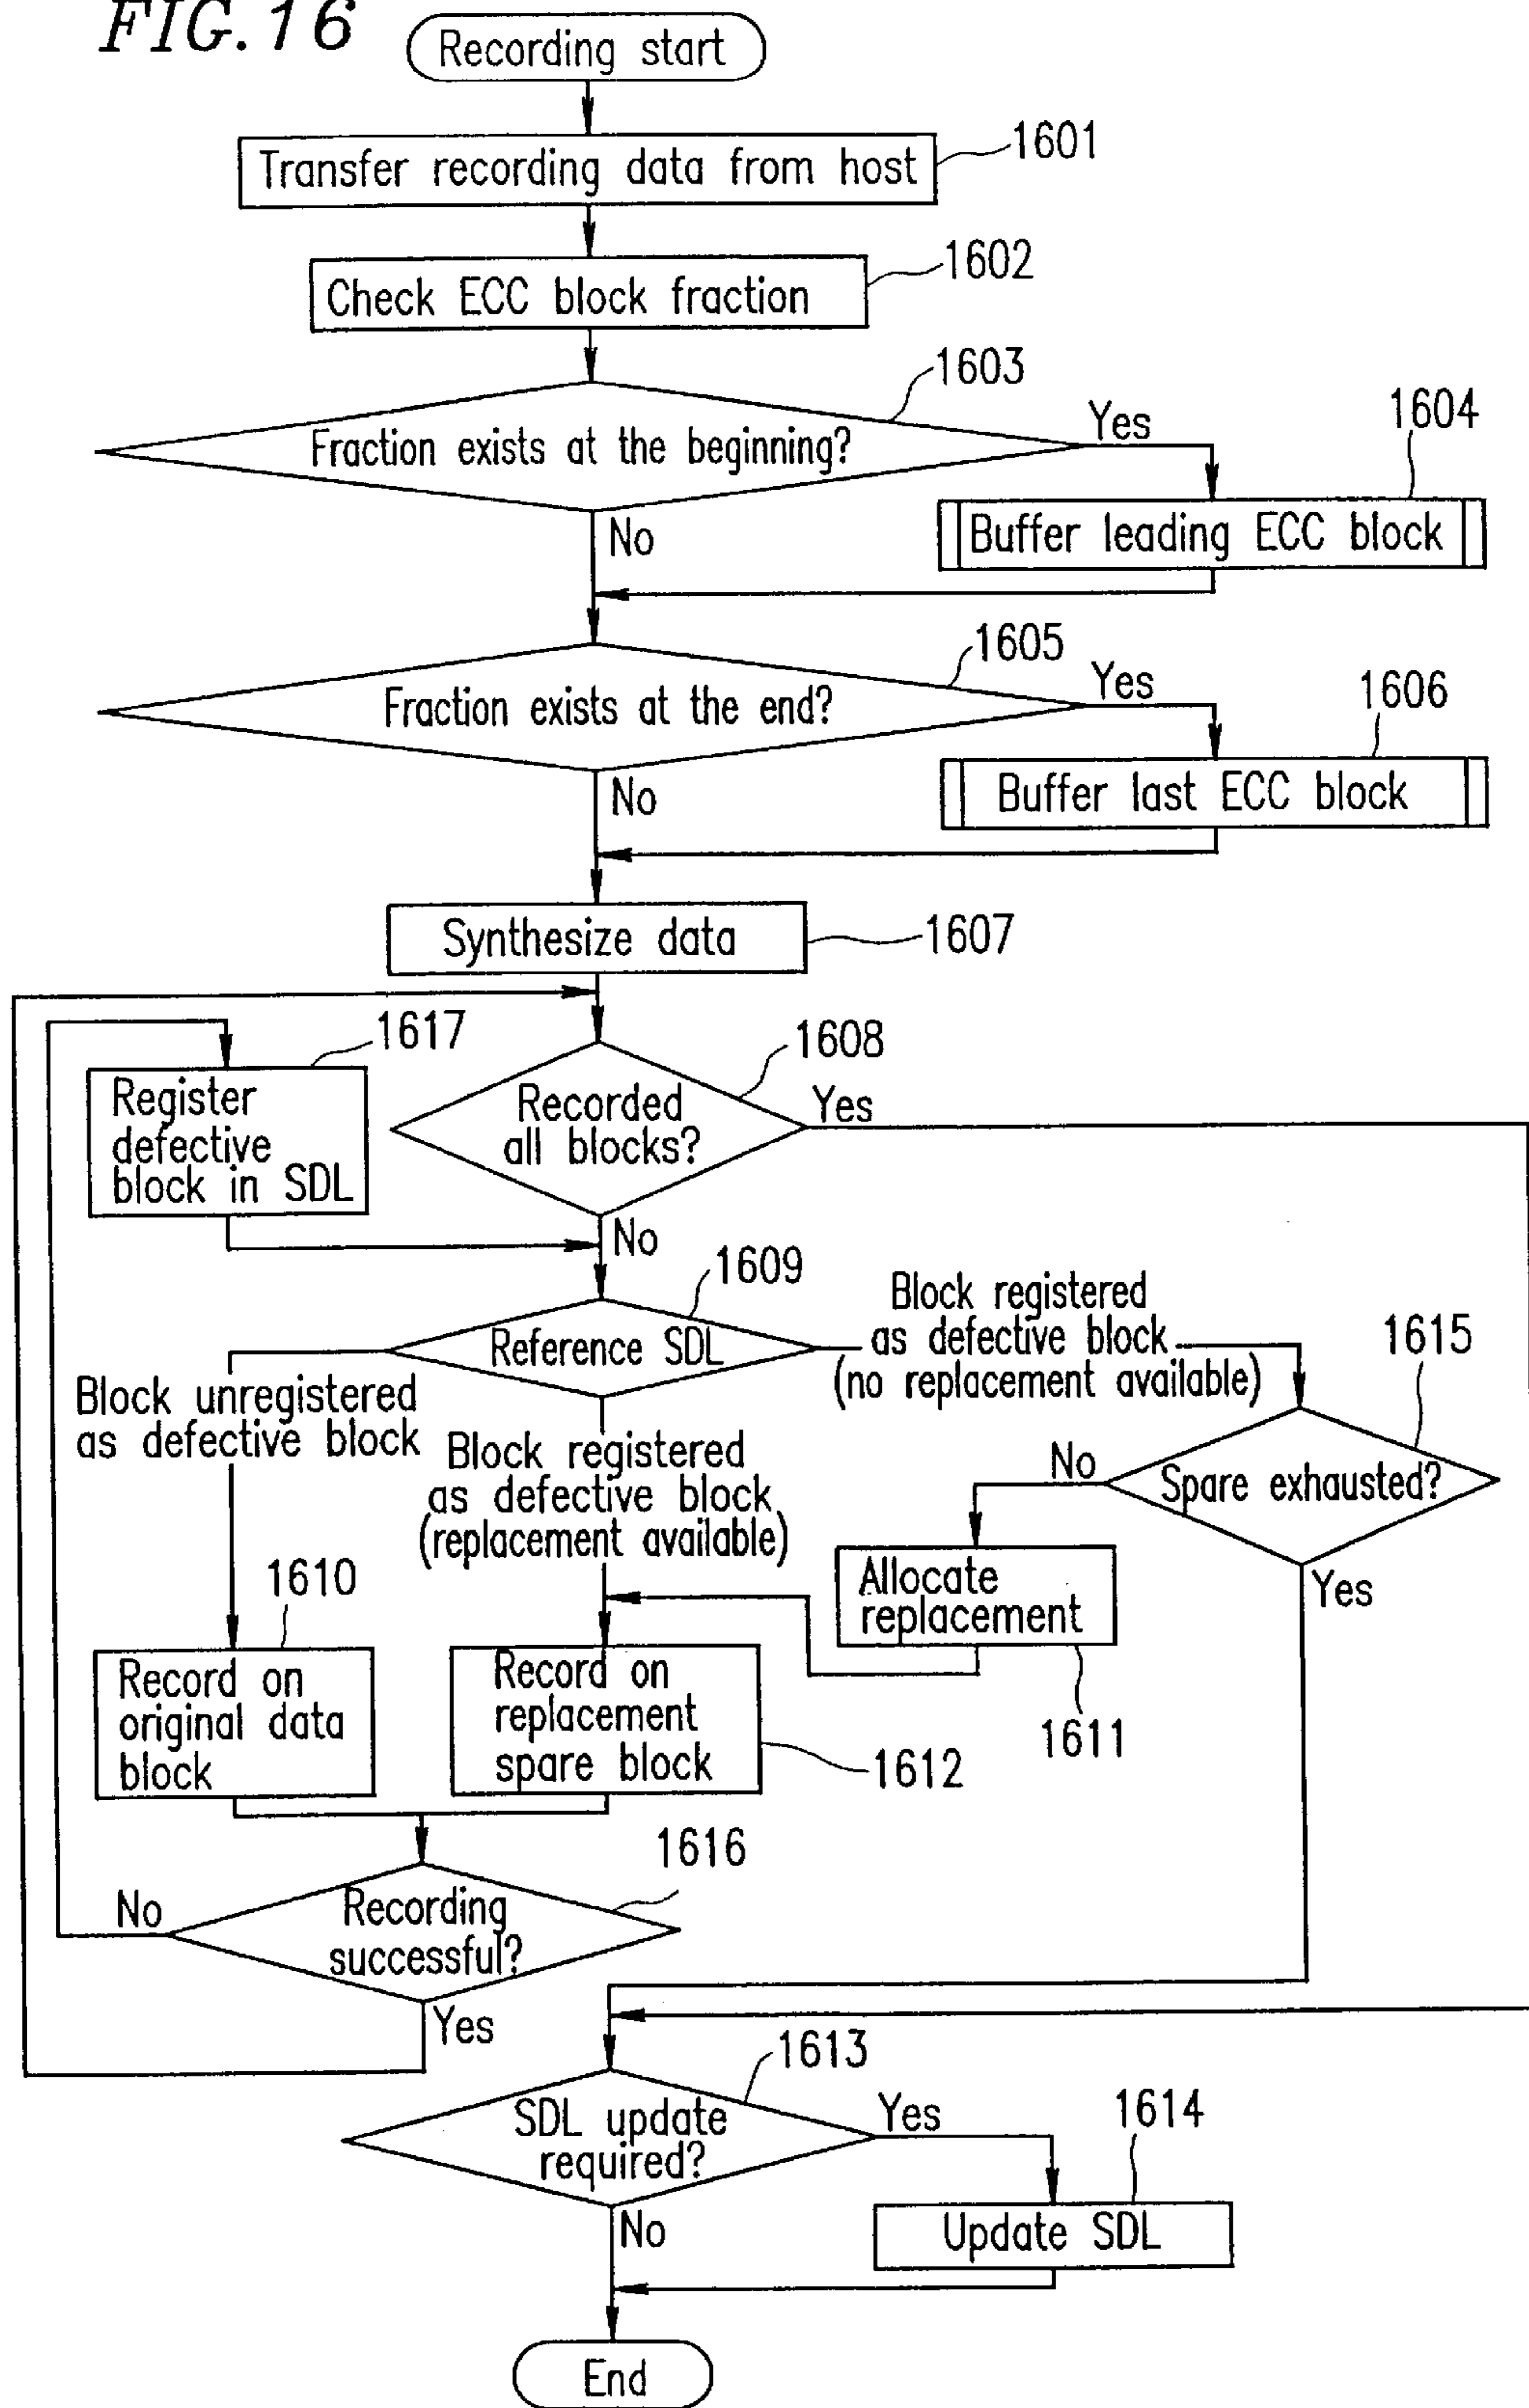 FIG. 16
Recording start
Transfer recording data from host
1601
Check ECC block fraction
1602
1603
Fraction exists at the beginning?
Yes
1604
Buffer leading ECC block
No
1605
Fraction exists at the end?
Yes
1606
Buffer last ECC block
No
Synthesize data
1607
1617
Register
defective
block in SDL
1608
Recorded
all blocks?
Yes
No
1609
Reference SDL
Block registered
as defective block
(no replacement available)
1615
Spare exhausted?
No
Yes
Block unregistered
as defective block
Block registered
as defective block
(replacement available)
Allocate
replacement
1611
1610
Record on
original data
block
Record on
replacement
spare block
1612
1616
Recording
successful?
No
Yes
1613
SDL update
required?
Yes
1614
Update SDL
No
End